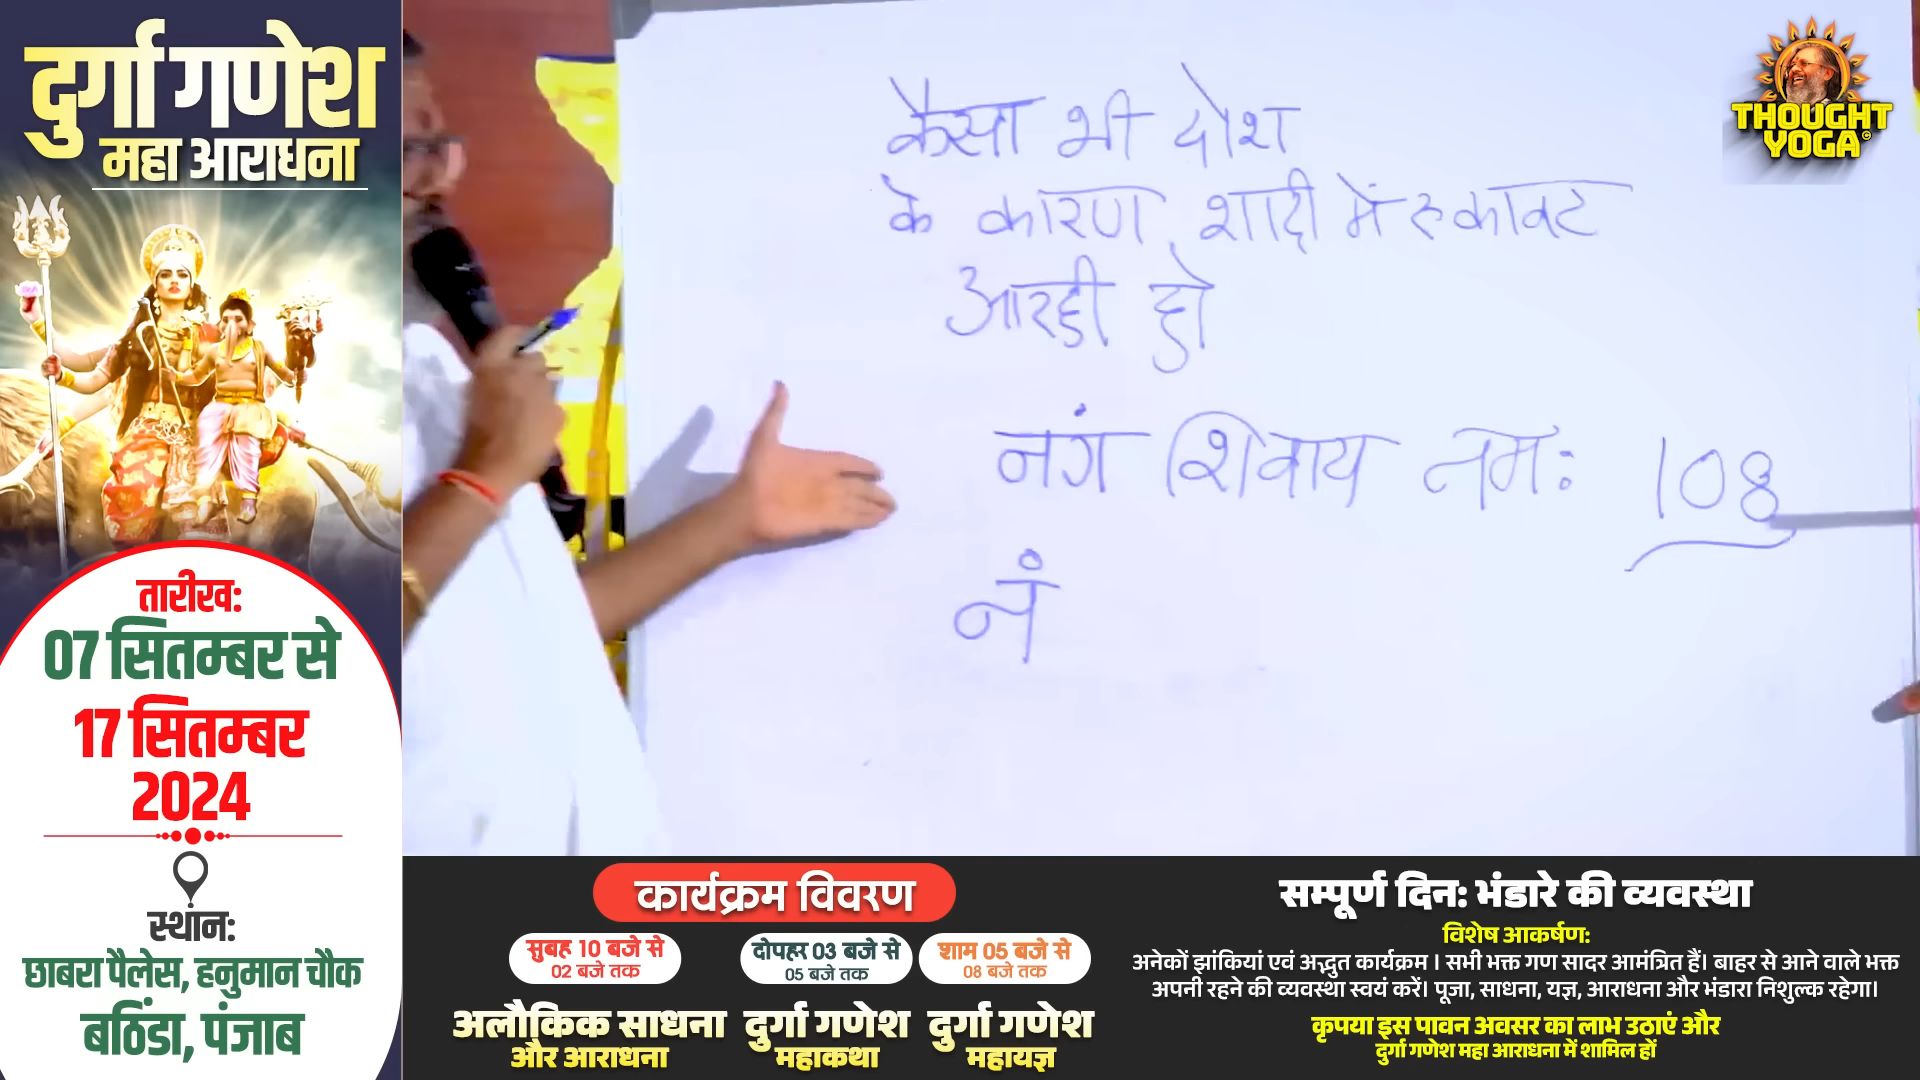 दुर्गा गणेश
महा आराधना
तारीख:
07 सितम्बर से
17 सितम्बर
2024
स्थान:
छाबरा पैलेस, हनुमान चौक
बठिंडा, पंजाब
कैसा भी दोश
के कारण, शादी में रुकावट
आरही हो
नगं शिवाय नमः 108
नं
THOUGHT
YOGA©
कार्यक्रम विवरण
सुबह 10 बजे से
02 बजे तक
अलौकिक साधना
और आराधना
दोपहर 03 बजे से
05 बजे तक
दुर्गा गणेश
महाकथा
शाम 05 बजे से
08 बजे तक
दुर्गा गणेश
महायज्ञ
सम्पूर्ण दिन: भंडारे की व्यवस्था
विशेष आकर्षण:
अनेकों झांकियां एवं अद्भुत कार्यक्रम । सभी भक्त गण सादर आमंत्रित हैं। बाहर से आने वाले भक्त
अपनी रहने की व्यवस्था स्वयं करें। पूजा, साधना, यज्ञ, आराधना और भंडारा निशुल्क रहेगा।
कृपया इस पावन अवसर का लाभ उठाएं और
दुर्गा गणेश महा आराधना में शामिल हों